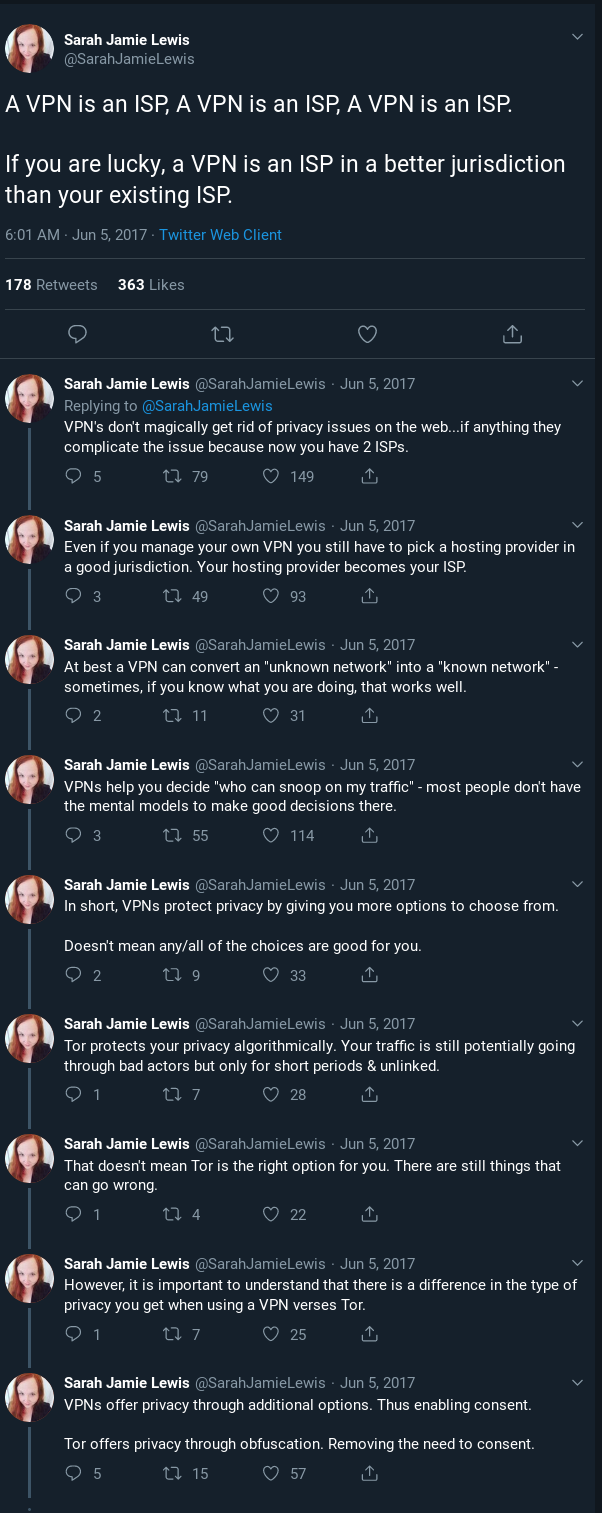 Sarah Jamie Lewis
@SarahJamieLewis
A VPN is an ISP, A VPN is an ISP, A VPN is an ISP.
If you are lucky, a VPN is an ISP in a better jurisdiction
than your existing ISP.
6:01 AM · Jun 5, 2017 · Twitter Web Client
178 Retweets 363 Likes
Sarah Jamie Lewis @SarahJamieLewis · Jun 5, 2017
Replying to @SarahJamieLewis
VPN's don't magically get rid of privacy issues on the web...if anything they
complicate the issue because now you have 2 ISPs.
5 79 149
Sarah Jamie Lewis @SarahJamieLewis · Jun 5, 2017
Even if you manage your own VPN you still have to pick a hosting provider in
a good jurisdiction. Your hosting provider becomes your ISP.
3 49 93
Sarah Jamie Lewis @SarahJamieLewis · Jun 5, 2017
At best a VPN can convert an "unknown network" into a "known network" -
sometimes, if you know what you are doing, that works well.
2 11 31
Sarah Jamie Lewis @SarahJamieLewis · Jun 5, 2017
VPNs help you decide "who can snoop on my traffic" - most people don't have
the mental models to make good decisions there.
3 55 114
Sarah Jamie Lewis @SarahJamieLewis · Jun 5, 2017
In short, VPNs protect privacy by giving you more options to choose from.
Doesn't mean any/all of the choices are good for you.
2 9 33
Sarah Jamie Lewis @SarahJamieLewis · Jun 5, 2017
Tor protects your privacy algorithmically. Your traffic is still potentially going
through bad actors but only for short periods & unlinked.
1 7 28
Sarah Jamie Lewis @SarahJamieLewis · Jun 5, 2017
That doesn't mean Tor is the right option for you. There are still things that
can go wrong.
1 4 22
Sarah Jamie Lewis @SarahJamieLewis · Jun 5, 2017
However, it is important to understand that there is a difference in the type of
privacy you get when using a VPN verses Tor.
1 7 25
Sarah Jamie Lewis @SarahJamieLewis · Jun 5, 2017
VPNs offer privacy through additional options. Thus enabling consent.
Tor offers privacy through obfuscation. Removing the need to consent.
5 15 57